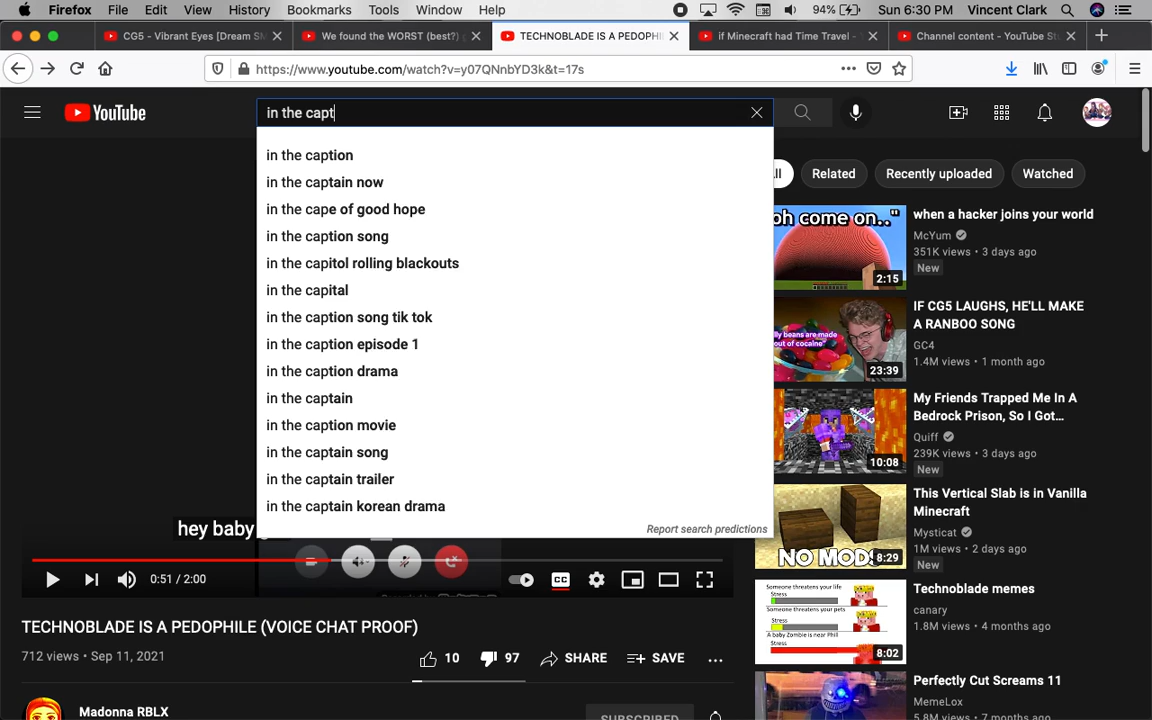 Firefox File Edit View History Bookmarks Tools Window Help 94% Sun 6:30 PM Vincent Clark
CG5 - Vibrant Eyes [Dream SM We found the WORST (best?) TECHNOBLADE IS A PEDOPHI if Minecraft had Time Travel - Channel content - YouTube St
https://www.youtube.com/watch?v=y07QNnbYD3k&t=17s
YouTube in the capt
in the caption
in the captain now
in the cape of good hope
in the caption song
in the capitol rolling blackouts
in the capital
in the caption song tik tok
in the caption episode 1
in the caption drama
in the captain
in the caption movie
in the captain song
in the captain trailer
in the captain korean drama
Report search predictions
hey baby
0:51 / 2:00
CC
TECHNOBLADE IS A PEDOPHILE (VOICE CHAT PROOF)
712 views • Sep 11, 2021
10 97 SHARE SAVE
Madonna RBLX
SUBSCRIBED
Related Recently uploaded Watched
oh come on.."
2:15
when a hacker joins your world
McYum
351K views • 3 days ago
New
lly beans are made
out of cocaine"
23:39
IF CG5 LAUGHS, HE'LL MAKE
A RANBOO SONG
GC4
1.4M views • 1 month ago
10:08
My Friends Trapped Me In A
Bedrock Prison, So I Got...
Quiff
239K views • 3 days ago
New
NO MODS
8:29
This Vertical Slab is in Vanilla
Minecraft
Mysticat
1M views • 2 days ago
New
Someone threatens your life
Stress
Someone threatens your pets
Stress
A baby Zombie is near Phil
Stress
8:02
Technoblade memes
canary
1.8M views • 4 months ago
Perfectly Cut Screams 11
MemeLox
5.8M views • 7 months ago